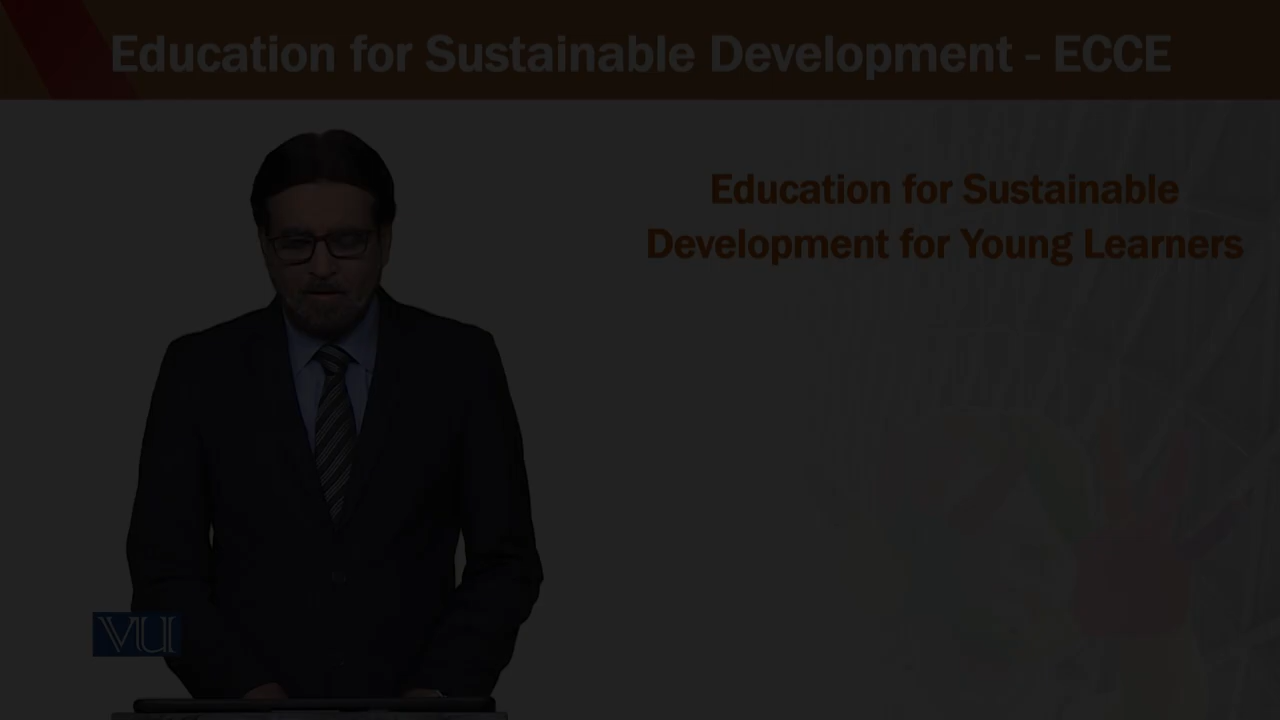 Education for Sustainable Development - ECCE
Education for Sustainable
Development for Young Learners
VU